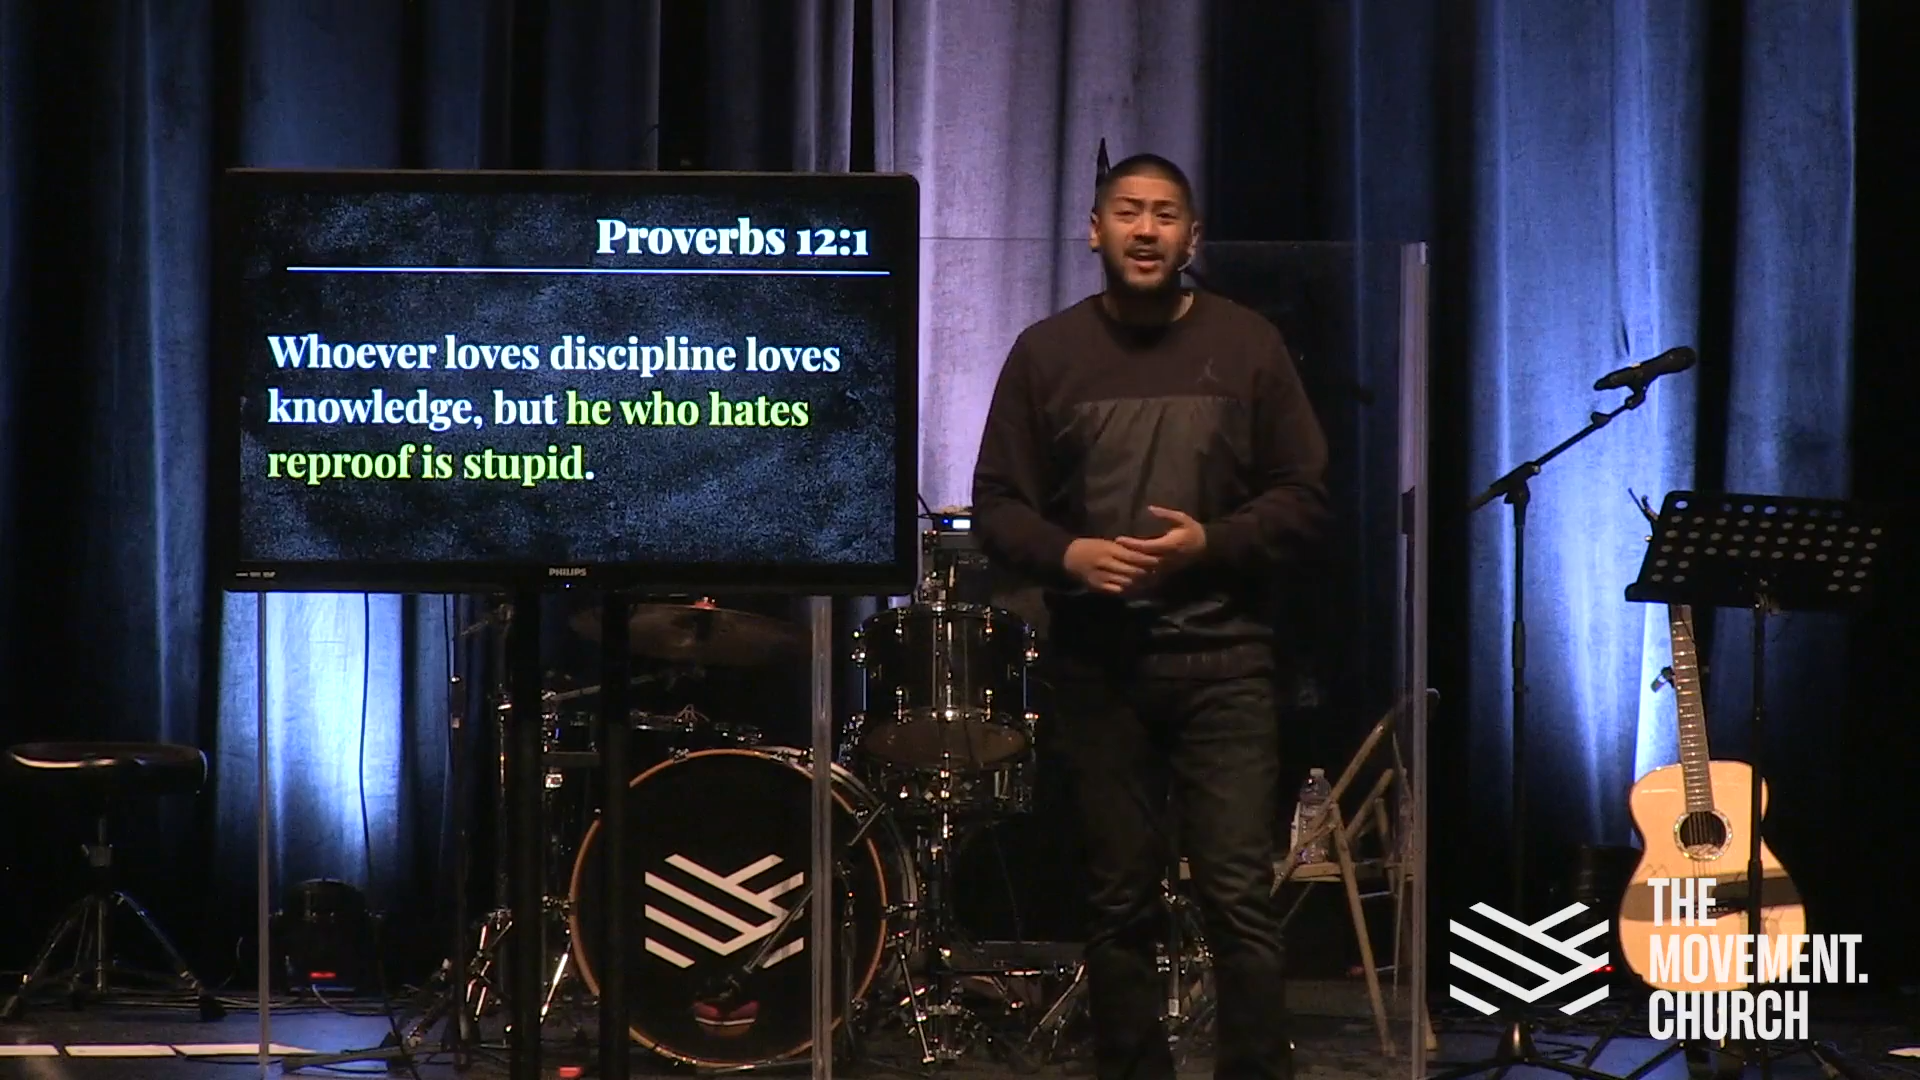 Proverbs 12:1
Whoever loves discipline loves
knowledge, but he who hates
reproof is stupid.
PHILIPS
THE
MOVEMENT.
CHURCH